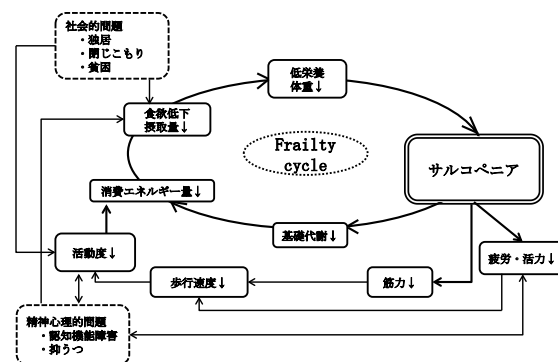 社会的問題
・独居
・閉じこもり
・貧困
低栄養
体重↓
食欲低下
摂取量↓
Frailty
cycle
サルコペニア
消費エネルギー量↓
基礎代謝↓
活動度↓
疲労・活力↓
歩行速度↓
筋力↓
精神心理的問題
・認知機能障害
・抑うつ